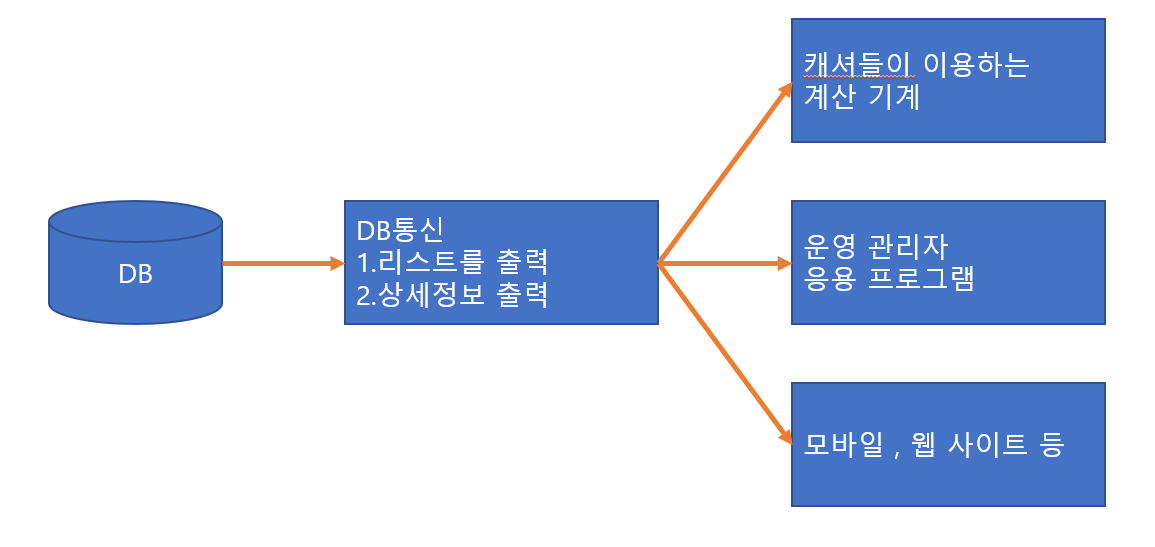 DB
DB통신
1.리스트를 출력
2.상세정보 출력
캐셔들이 이용하는
계산 기계
운영 관리자
응용 프로그램
모바일 , 웹 사이트 등